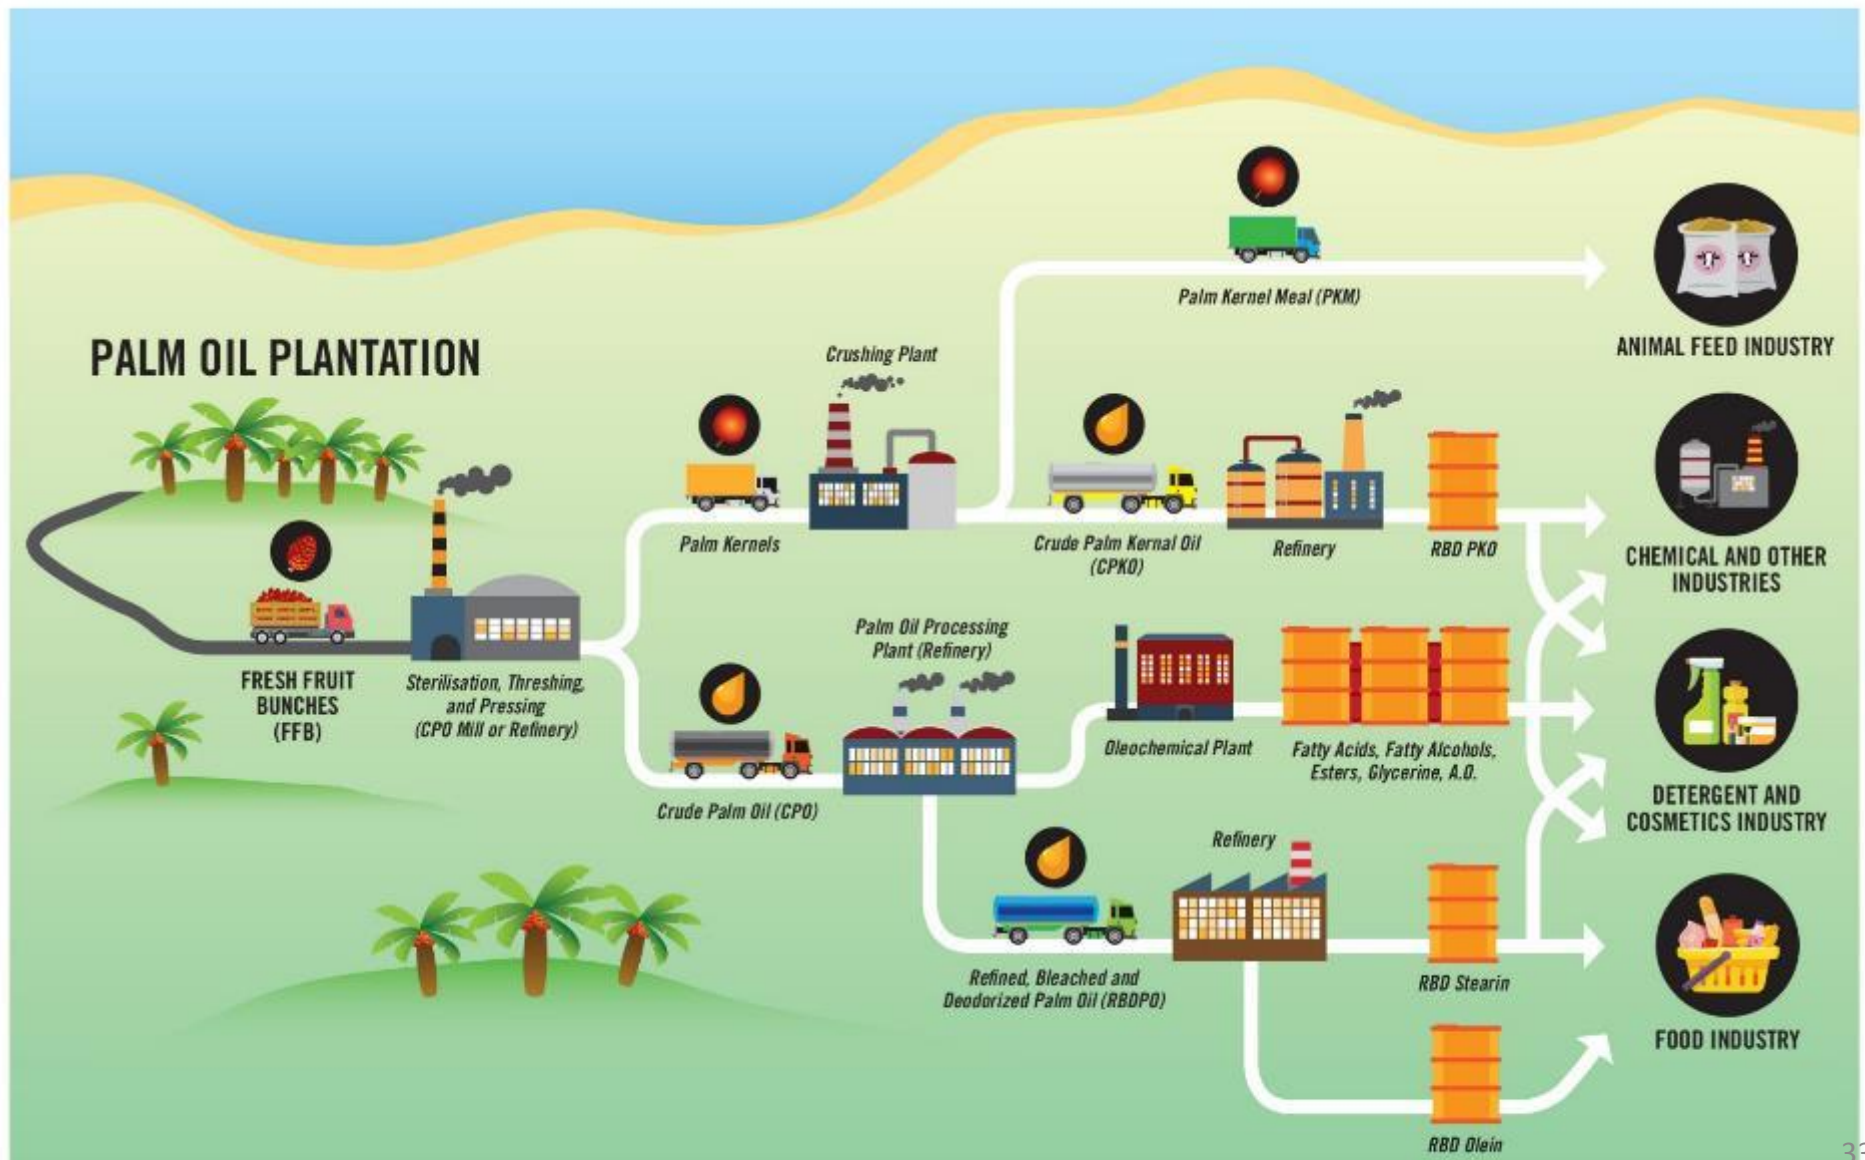 PALM OIL PLANTATION
FRESH FRUIT
BUNCHES
(FFB)
Sterilisation, Threshing,
and Pressing
(CPO Mill or Refinery)
Palm Kernels
Crushing Plant
Palm Kernel Meal (PKM)
Crude Palm Kernal Oil
(CPKO)
Refinery
RBD PKO
Crude Palm Oil (CPO)
Palm Oil Processing
Plant (Refinery)
Oleochemical Plant
Fatty Acids, Fatty Alcohols,
Esters, Glycerine, A.O.
Refined, Bleached and
Deodorized Palm Oil (RBDPO)
Refinery
RBD Stearin
RBD Olein
ANIMAL FEED INDUSTRY
CHEMICAL AND OTHER
INDUSTRIES
DETERGENT AND
COSMETICS INDUSTRY
FOOD INDUSTRY